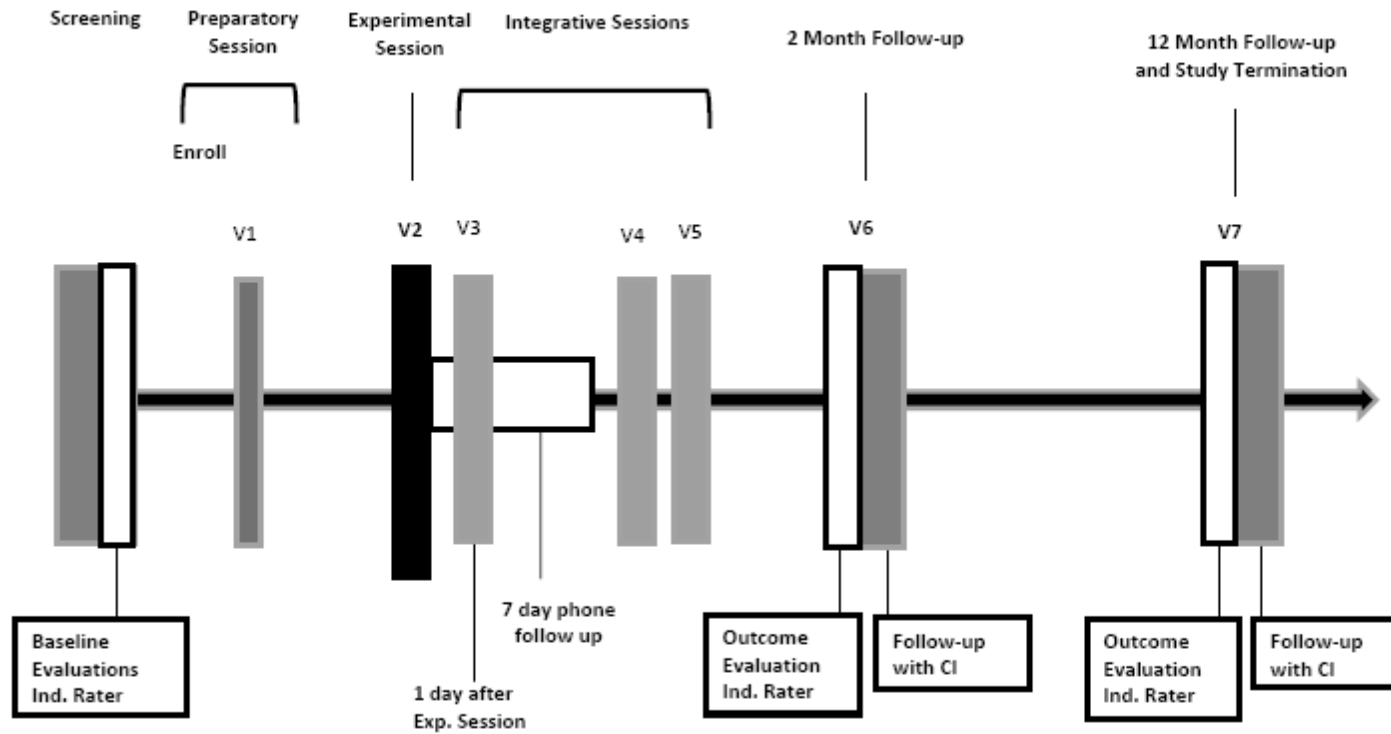 Screening
Preparatory
Session
Experimental
Session
Integrative Sessions
2 Month Follow-up
12 Month Follow-up
and Study Termination
Enroll
V1
V2
V3
V4
V5
V6
V7
Baseline
Evaluations
Ind. Rater
1 day after
Exp. Session
7 day phone
follow up
Outcome
Evaluation
Ind. Rater
Follow-up
with CI
Outcome
Evaluation
Ind. Rater
Follow-up
with CI